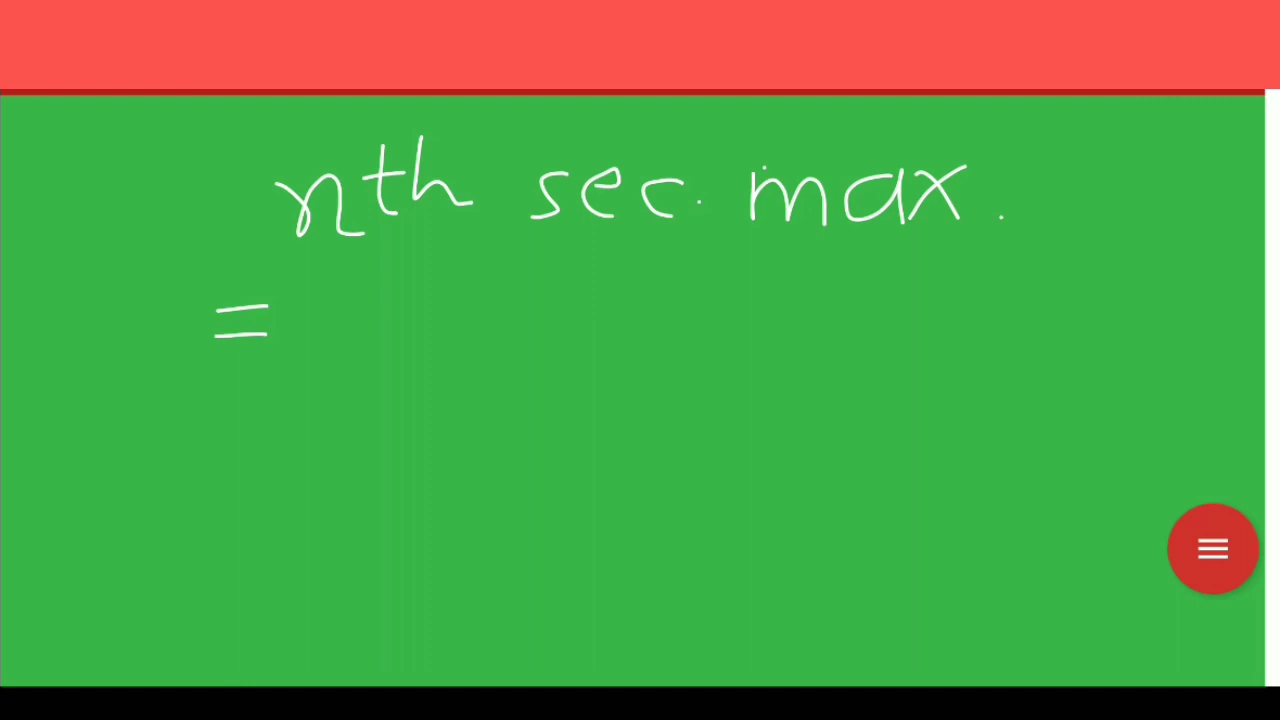 nth sec. max.
=